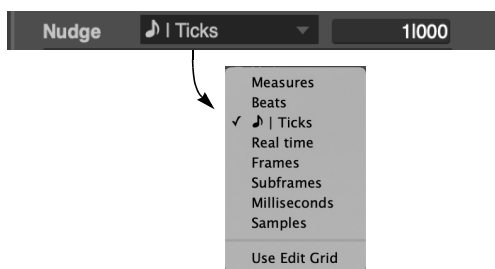 Nudge ♪ | Ticks 1|000
Measures
Beats
✓ ♪ | Ticks
Real time
Frames
Subframes
Milliseconds
Samples
Use Edit Grid